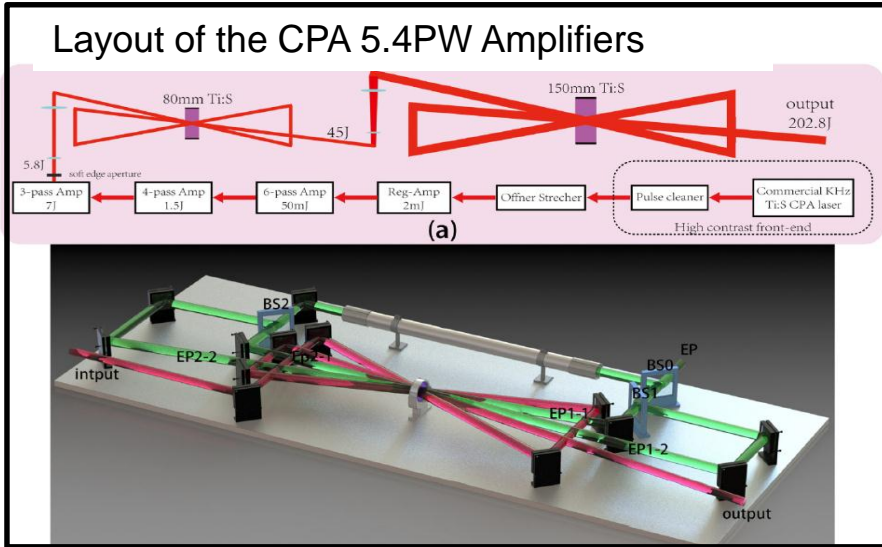 Layout of the CPA 5.4PW Amplifiers
80mm Ti:S
150mm Ti:S
output
202.8J
45J
5.8J
soft edge aperture
3-pass Amp
7J
4-pass Amp
1.5J
6-pass Amp
50mJ
Reg-Amp
2mJ
Offner Strecher
Pulse cleaner
Commercial KHz
Ti:S CPA laser
High contrast front-end
(a)
BS2
EP
BS0
BS1
EP2-2
EP2-1
intput
EP1-1
EP1-2
output